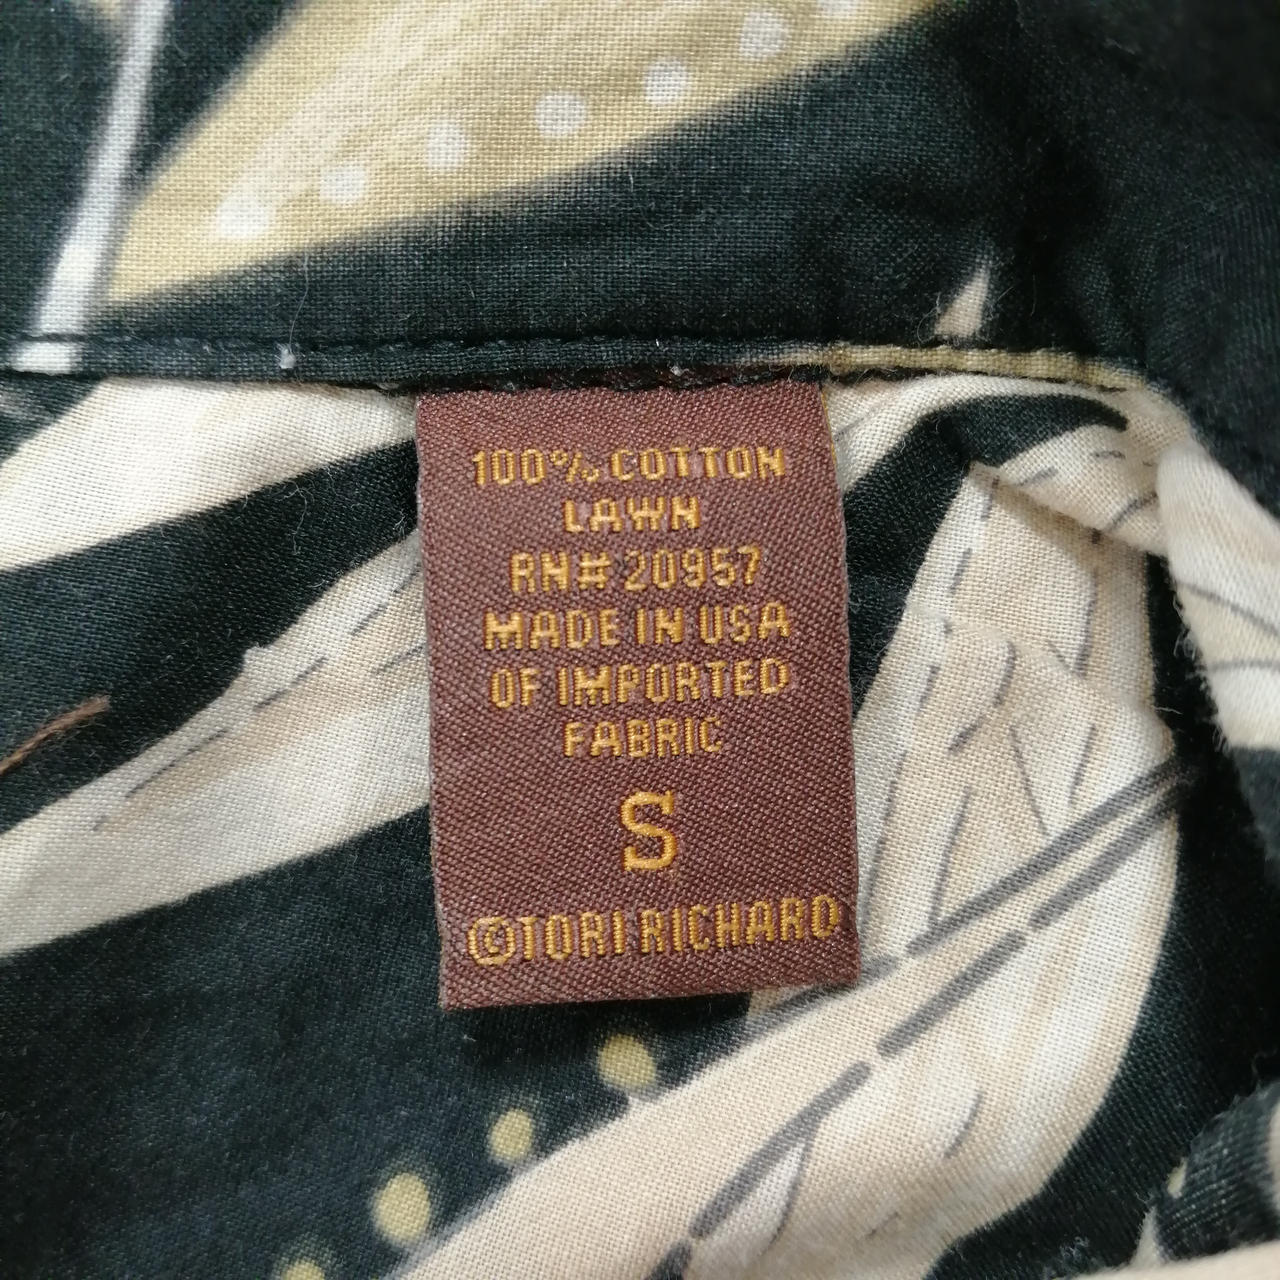 100% COTTON
LAWN
RN# 20957
MADE IN USA
OF IMPORTED
FABRIC
S
©TORI RICHARD